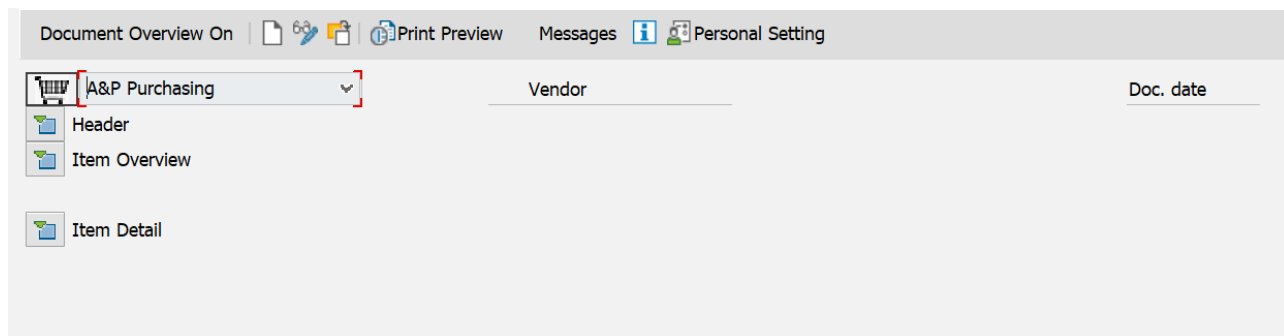 Document Overview On Print Preview Messages Personal Setting
A&P Purchasing Vendor Doc. date
Header
Item Overview
Item Detail